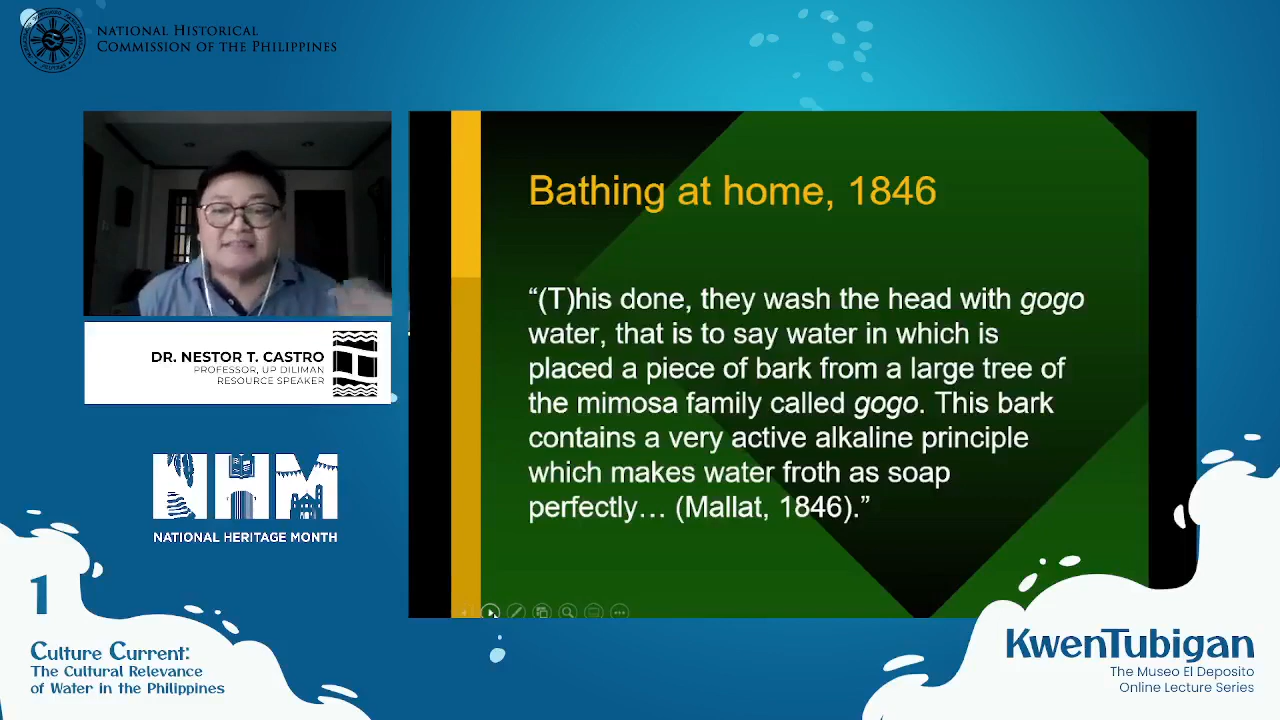 NATIONAL HISTORICAL
COMMISSION OF THE PHILIPPINES
Bathing at home, 1846
“(T)his done, they wash the head with gogo
water, that is to say water in which is
placed a piece of bark from a large tree of
the mimosa family called gogo. This bark
contains a very active alkaline principle
which makes water froth as soap
perfectly… (Mallat, 1846).”
DR. NESTOR T. CASTRO
PROFESSOR, UP DILIMAN
RESOURCE SPEAKER
NHM
NATIONAL HERITAGE MONTH
1
Culture Current:
The Cultural Relevance
of Water in the Philippines
KwenTubigan
The Museo El Deposito
Online Lecture Series